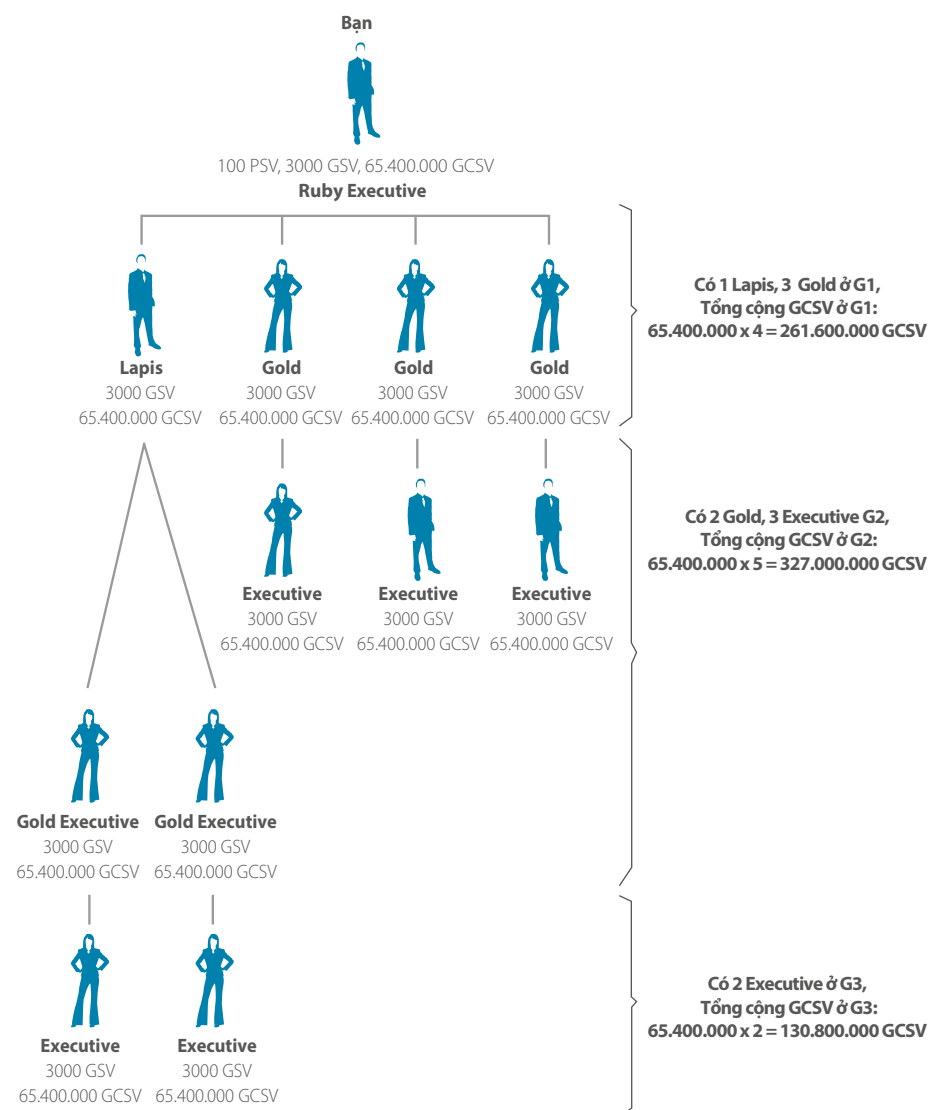 Bạn
100 PSV, 3000 GSV, 65.400.000 GCSV
Ruby Executive
Lapis
3000 GSV
65.400.000 GCSV
Gold
3000 GSV
65.400.000 GCSV
Gold
3000 GSV
65.400.000 GCSV
Gold
3000 GSV
65.400.000 GCSV
Có 1 Lapis, 3 Gold ở G1,
Tổng cộng GCSV ở G1:
65.400.000 x 4 = 261.600.000 GCSV
Executive
3000 GSV
65.400.000 GCSV
Executive
3000 GSV
65.400.000 GCSV
Executive
3000 GSV
65.400.000 GCSV
Có 2 Gold, 3 Executive G2,
Tổng cộng GCSV ở G2:
65.400.000 x 5 = 327.000.000 GCSV
Gold Executive
3000 GSV
65.400.000 GCSV
Gold Executive
3000 GSV
65.400.000 GCSV
Executive
3000 GSV
65.400.000 GCSV
Executive
3000 GSV
65.400.000 GCSV
Có 2 Executive ở G3,
Tổng cộng GCSV ở G3:
65.400.000 x 2 = 130.800.000 GCSV